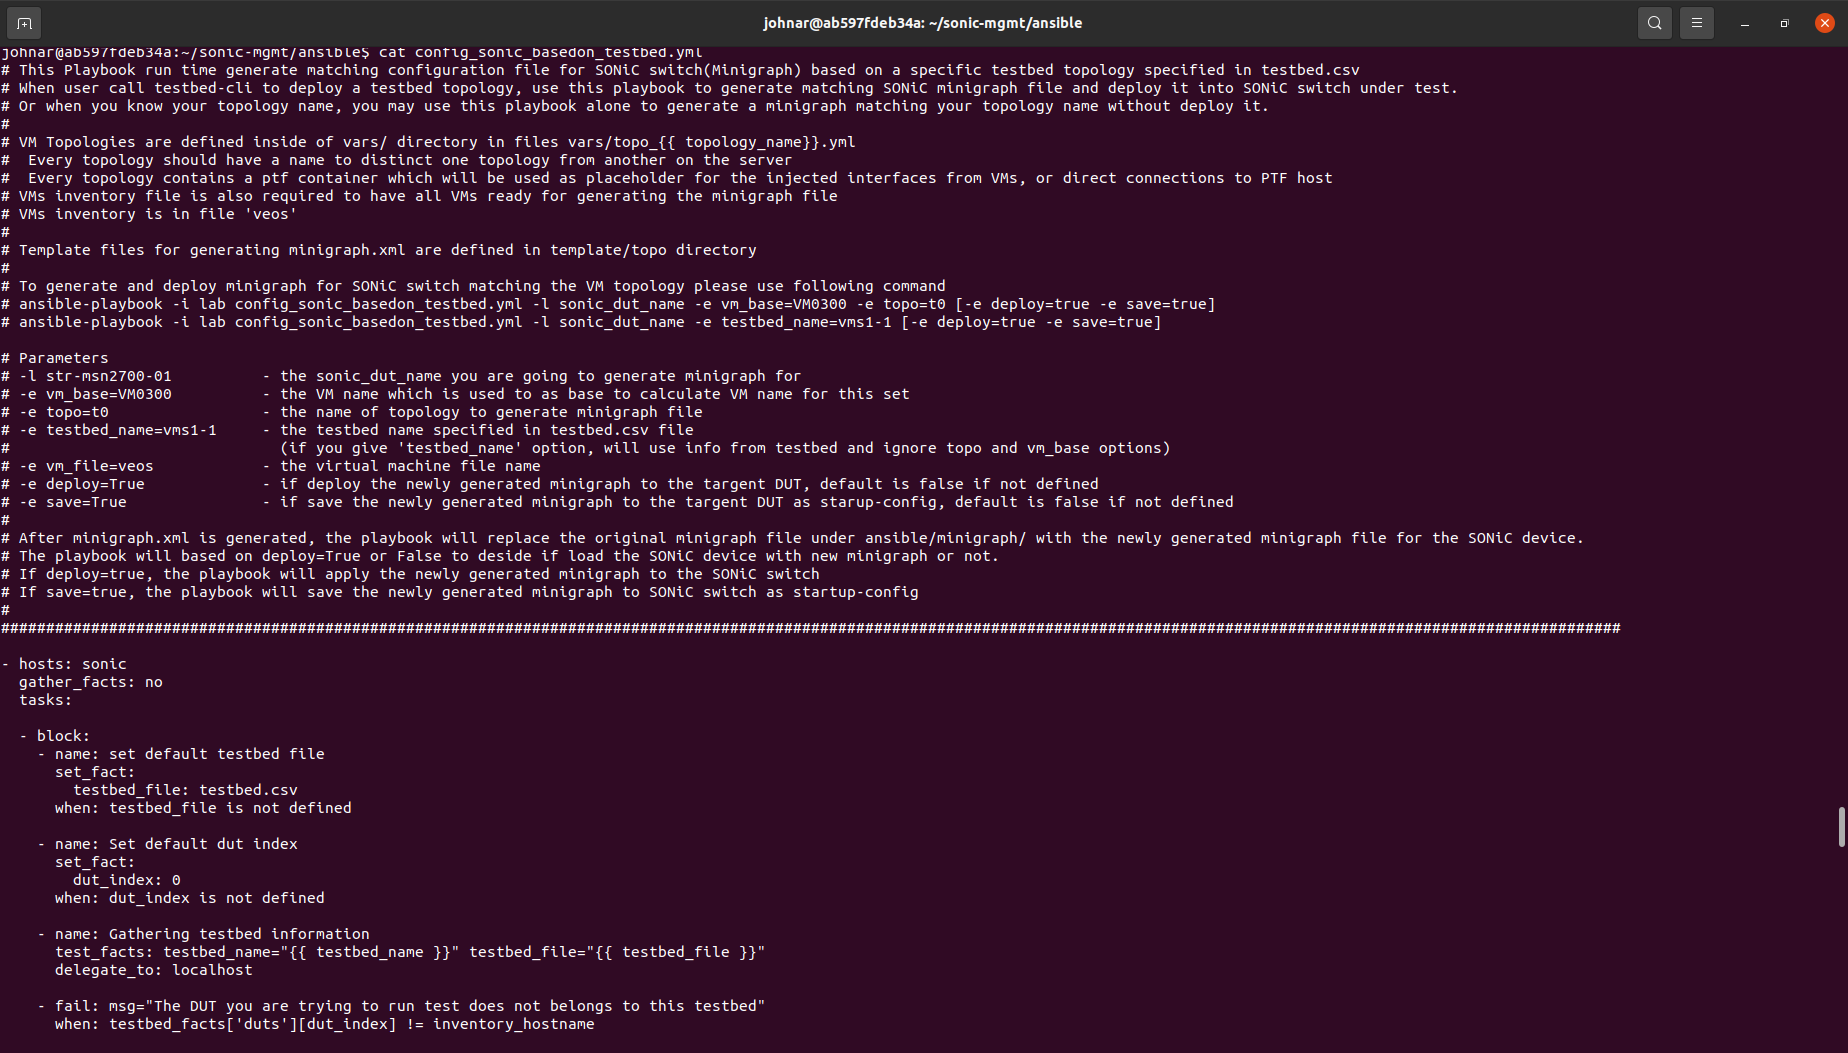 johnar@ab597fdeb34a: ~/sonic-mgmt/ansible
johnar@ab597fdeb34a:~/sonic-mgmt/ansible$ cat config_sonic_basedon_testbed.yml
# This Playbook run time generate matching configuration file for SONiC switch(Minigraph) based on a specific testbed topology specified in testbed.csv
# When user call testbed-cli to deploy a testbed topology, use this playbook to generate matching SONiC minigraph file and deploy it into SONiC switch under test.
# Or when you know your topology name, you may use this playbook alone to generate a minigraph matching your topology name without deploy it.
#
# VM Topologies are defined inside of vars/ directory in files vars/topo_{{ topology_name}}.yml
#  Every topology should have a name to distinct one topology from another on the server
#  Every topology contains a ptf container which will be used as placeholder for the injected interfaces from VMs, or direct connections to PTF host
# VMs inventory file is also required to have all VMs ready for generating the minigraph file
# VMs inventory is in file 'veos'
#
# Template files for generating minigraph.xml are defined in template/topo directory
#
# To generate and deploy minigraph for SONiC switch matching the VM topology please use following command
# ansible-playbook -i lab config_sonic_basedon_testbed.yml -l sonic_dut_name -e vm_base=VM0300 -e topo=t0 [-e deploy=true -e save=true]
# ansible-playbook -i lab config_sonic_basedon_testbed.yml -l sonic_dut_name -e testbed_name=vms1-1 [-e deploy=true -e save=true]

# Parameters
# -l str-msn2700-01          - the sonic_dut_name you are going to generate minigraph for
# -e vm_base=VM0300          - the VM name which is used to as base to calculate VM name for this set
# -e topo=t0                 - the name of topology to generate minigraph file
# -e testbed_name=vms1-1     - the testbed name specified in testbed.csv file
#                              (if you give 'testbed_name' option, will use info from testbed and ignore topo and vm_base options)
# -e vm_file=veos            - the virtual machine file name
# -e deploy=True             - if deploy the newly generated minigraph to the targent DUT, default is false if not defined
# -e save=True               - if save the newly generated minigraph to the targent DUT as starup-config, default is false if not defined
#
# After minigraph.xml is generated, the playbook will replace the original minigraph file under ansible/minigraph/ with the newly generated minigraph file for the SONiC device.
# The playbook will based on deploy=True or False to deside if load the SONiC device with new minigraph or not.
# If deploy=true, the playbook will apply the newly generated minigraph to the SONiC switch
# If save=true, the playbook will save the newly generated minigraph to SONiC switch as startup-config
#
####################################################################################################################################################################################

- hosts: sonic
  gather_facts: no
  tasks:

  - block:
    - name: set default testbed file
      set_fact:
        testbed_file: testbed.csv
      when: testbed_file is not defined

    - name: Set default dut index
      set_fact:
        dut_index: 0
      when: dut_index is not defined

    - name: Gathering testbed information
      test_facts: testbed_name="{{ testbed_name }}" testbed_file="{{ testbed_file }}"
      delegate_to: localhost

    - fail: msg="The DUT you are trying to run test does not belongs to this testbed"
      when: testbed_facts['duts'][dut_index] != inventory_hostname